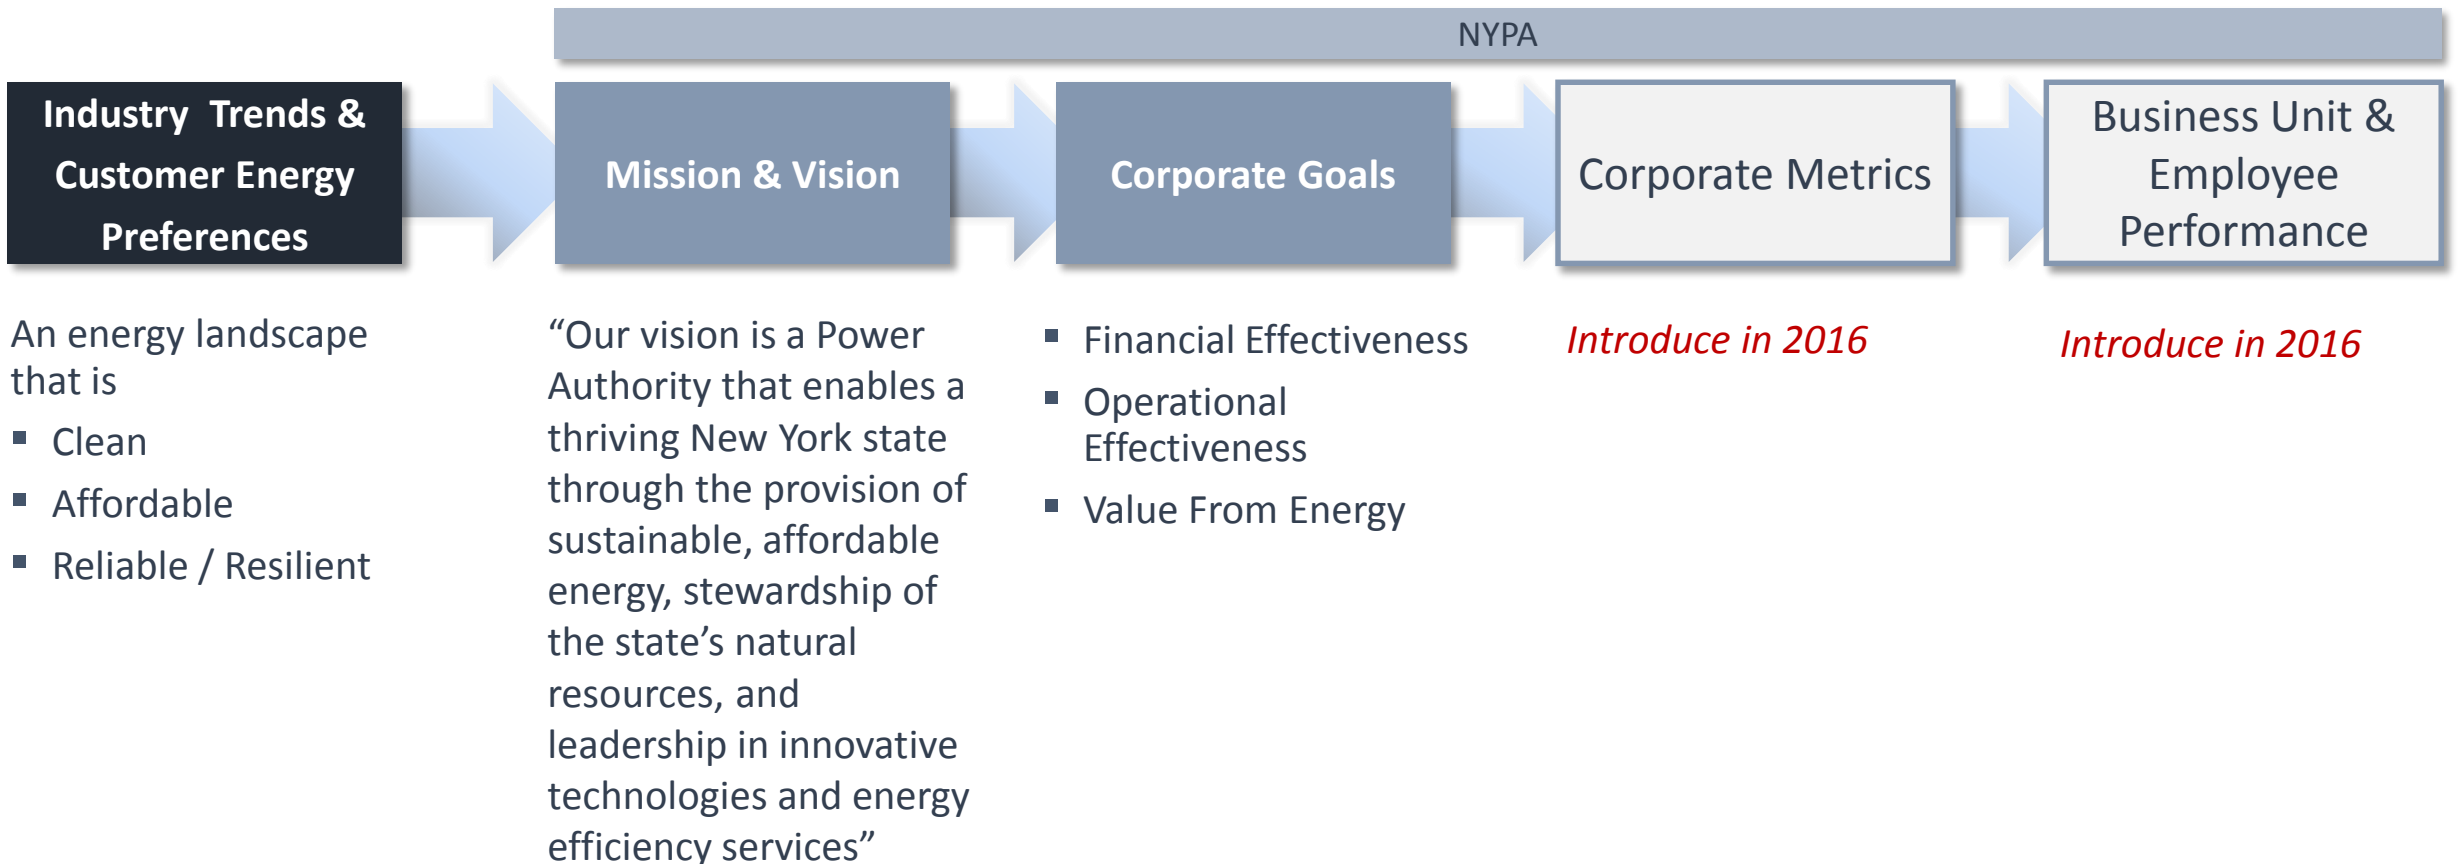 NYPA
Industry Trends &
Customer Energy
Preferences
Mission & Vision
Corporate Goals
Corporate Metrics
Business Unit &
Employee
Performance
An energy landscape
that is
▪ Clean
▪ Affordable
▪ Reliable / Resilient
“Our vision is a Power
Authority that enables a
thriving New York state
through the provision of
sustainable, affordable
energy, stewardship of
the state’s natural
resources, and
leadership in innovative
technologies and energy
efficiency services”
▪ Financial Effectiveness
▪ Operational
Effectiveness
▪ Value From Energy
Introduce in 2016
Introduce in 2016